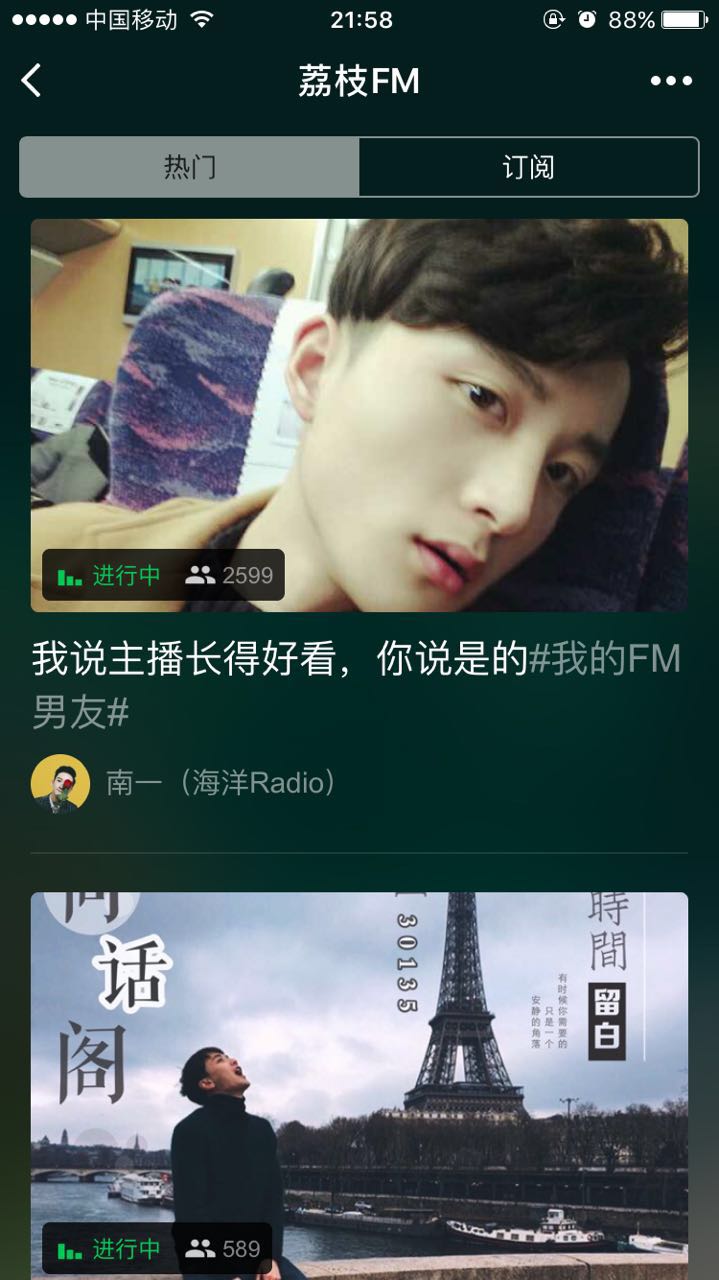 中国移动 21:58 88%
荔枝FM
热门 订阅
进行中 2599
我说主播长得好看，你说是的#我的FM
男友#
南一（海洋Radio）
话
阁
30135
時間
留白
有时候你需要的
只是一个
安静的角落
进行中 589